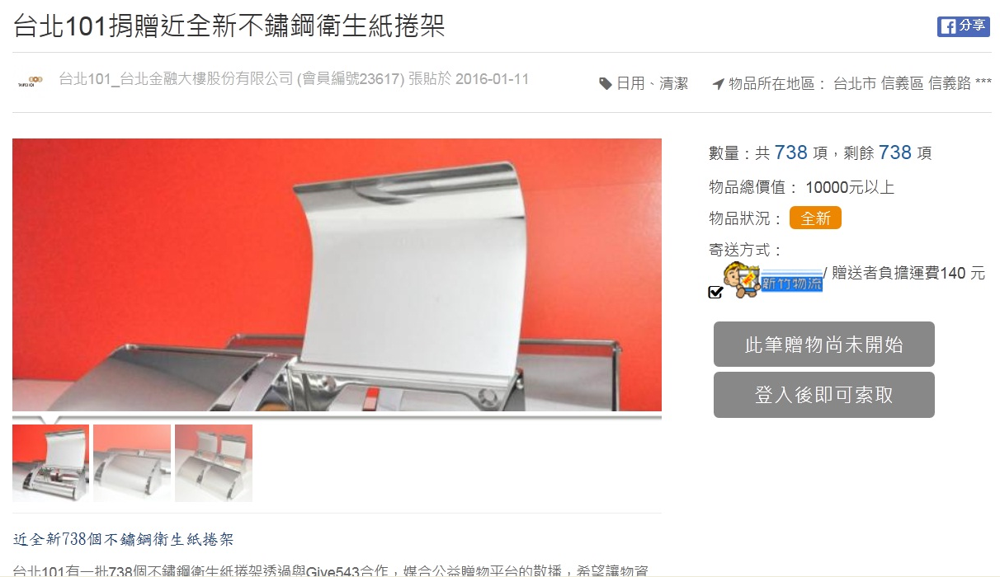 台北101捐贈近全新不鏽鋼衛生紙捲架
分享
TAIPEI 101
台北101_台北金融大樓股份有限公司 (會員編號23617) 張貼於 2016-01-11
日用、清潔
物品所在地區： 台北市 信義區 信義路 ***
數量：共 738 項，剩餘 738 項
物品總價值： 10000元以上
物品狀況： 全新
寄送方式：
新竹物流 / 贈送者負擔運費140 元
此筆贈物尚未開始
登入後即可索取
近全新738個不鏽鋼衛生紙捲架
台北101有一批738個不鏽鋼衛生紙捲架透過與Give543合作，媒合公益贈物平台的散播，希望讓物資